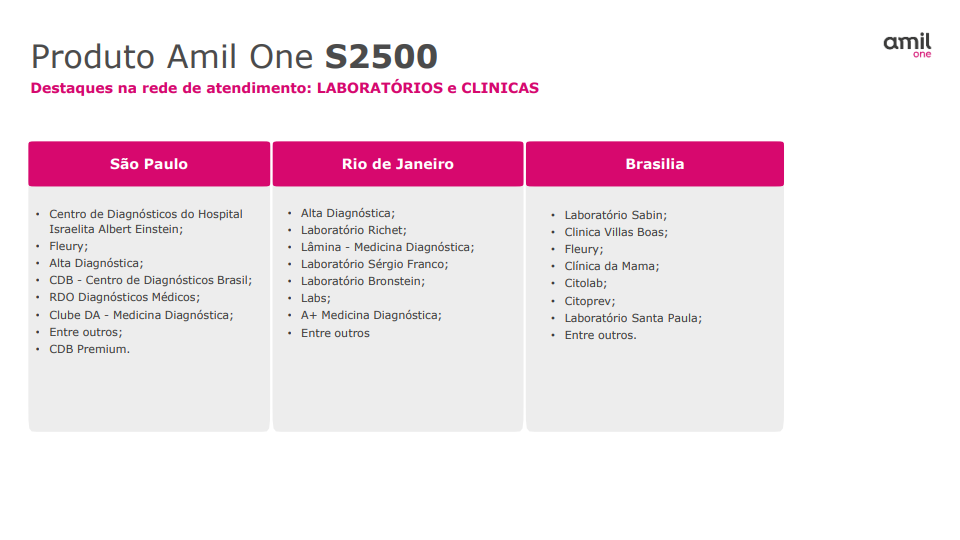 Produto Amil One S2500
amil
one
Destaques na rede de atendimento: LABORATÓRIOS e CLINICAS
São Paulo
• Centro de Diagnósticos do Hospital
Israelita Albert Einstein;
• Fleury;
• Alta Diagnóstica;
• CDB - Centro de Diagnósticos Brasil;
• RDO Diagnósticos Médicos;
• Clube DA - Medicina Diagnóstica;
• Entre outros;
• CDB Premium.
Rio de Janeiro
• Alta Diagnóstica;
• Laboratório Richet;
• Lâmina - Medicina Diagnóstica;
• Laboratório Sérgio Franco;
• Laboratório Bronstein;
• Labs;
• A+ Medicina Diagnóstica;
• Entre outros
Brasilia
• Laboratório Sabin;
• Clinica Villas Boas;
• Fleury;
• Clínica da Mama;
• Citolab;
• Citoprev;
• Laboratório Santa Paula;
• Entre outros.